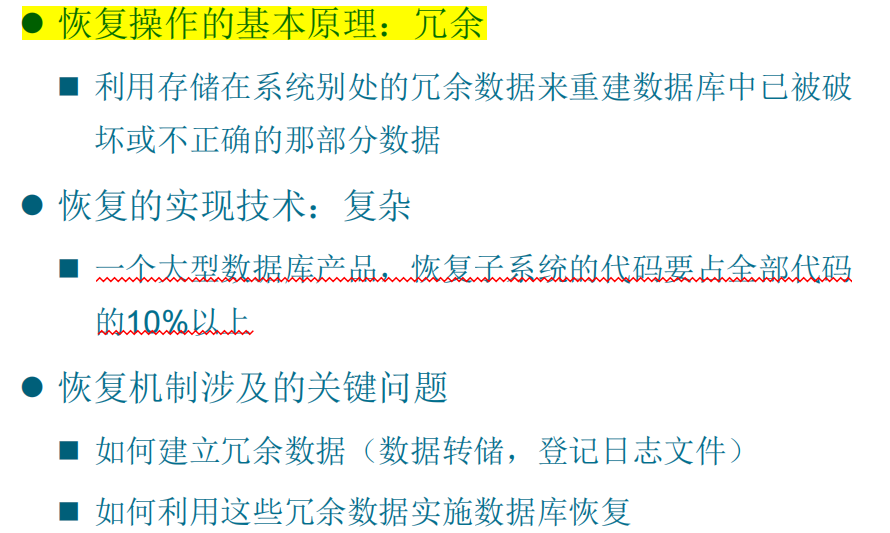 恢复操作的基本原理：冗余
利用存储在系统别处的冗余数据来重建数据库中已被破
坏或不正确的那部分数据
恢复的实现技术：复杂
一个大型数据库产品，恢复子系统的代码要占全部代码
的10%以上
恢复机制涉及的关键问题
如何建立冗余数据（数据转储，登记日志文件）
如何利用这些冗余数据实施数据库恢复